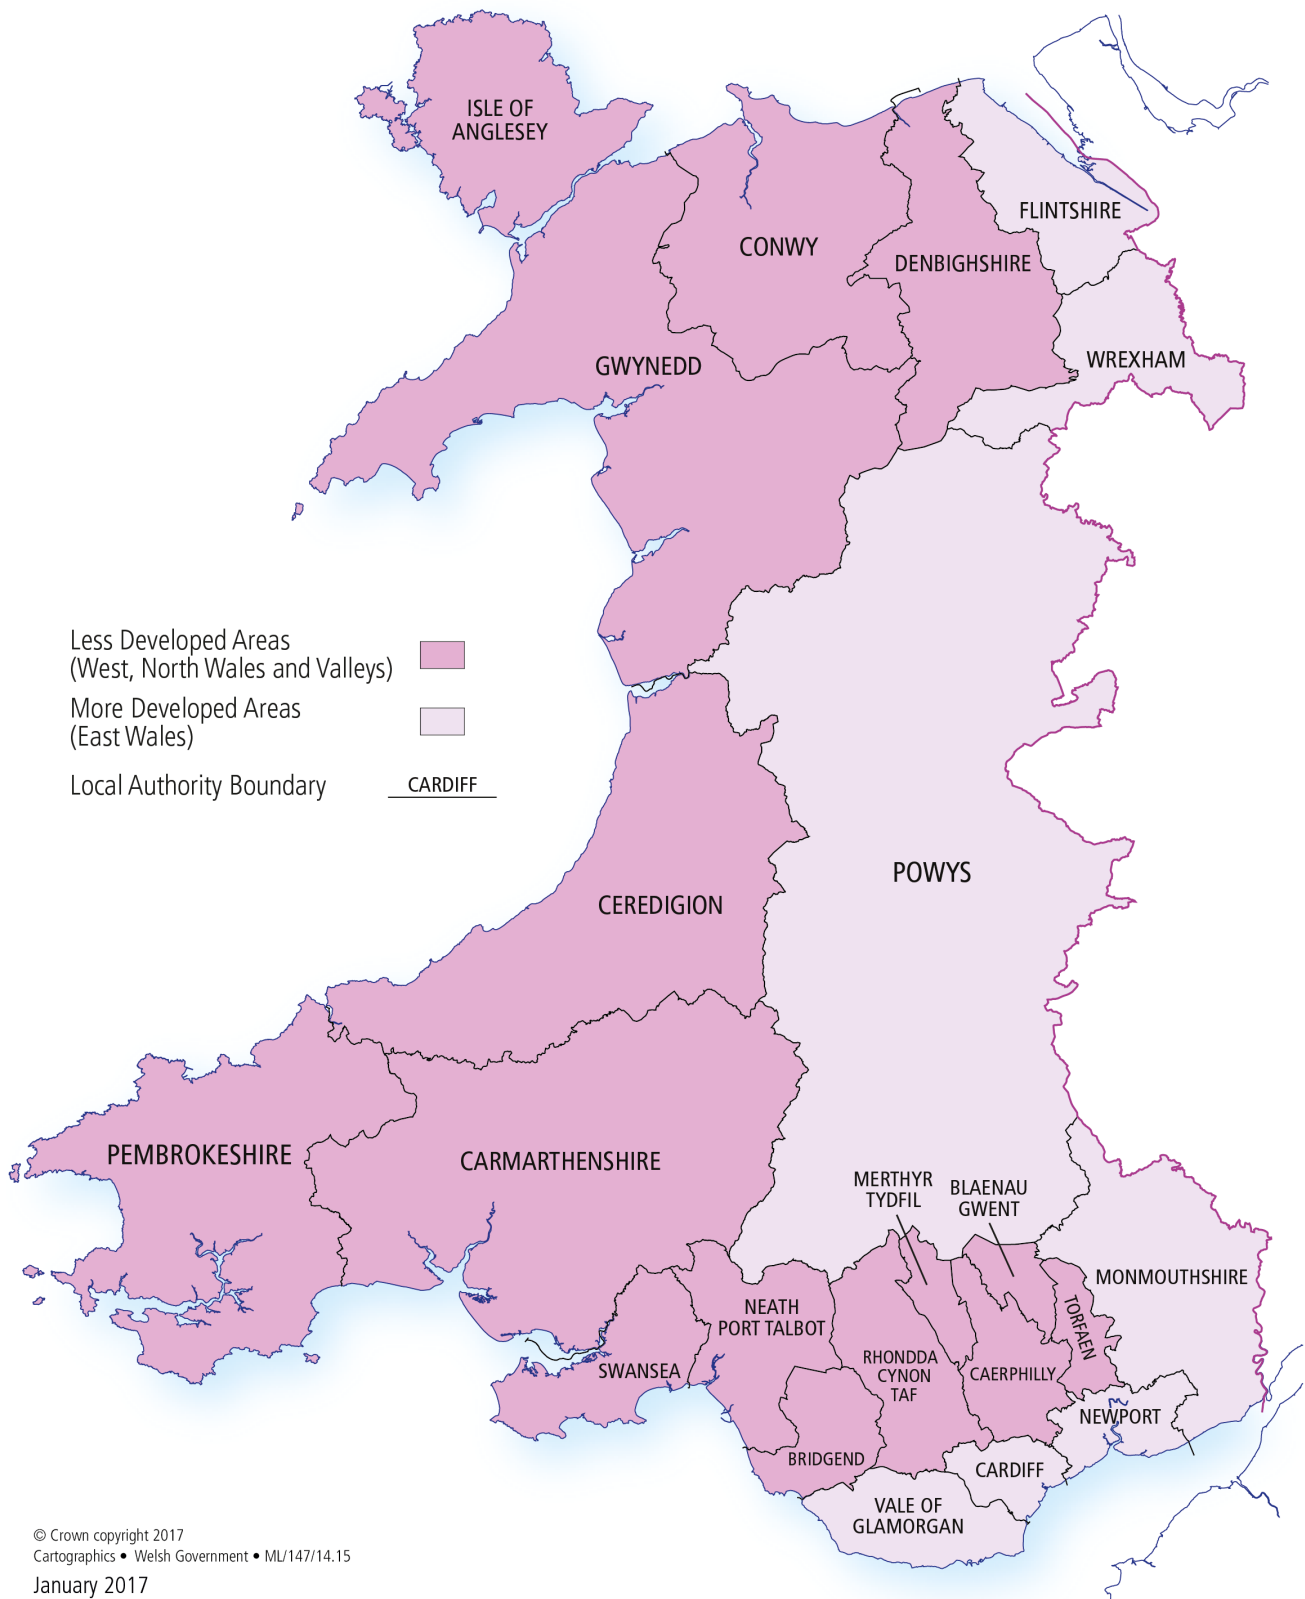 ISLE OF
ANGLESEY
FLINTSHIRE
CONWY
DENBIGHSHIRE
WREXHAM
GWYNEDD
Less Developed Areas
(West, North Wales and Valleys)
More Developed Areas
(East Wales)
Local Authority Boundary
CARDIFF
POWYS
CEREDIGION
PEMBROKESHIRE
CARMARTHENSHIRE
MERTHYR
TYDFIL
BLAENAU
GWENT
MONMOUTHSHIRE
NEATH
PORT TALBOT
TORFAEN
SWANSEA
RHONDDA
CYNON
TAF
CAERPHILLY
NEWPORT
BRIDGEND
CARDIFF
VALE OF
GLAMORGAN
© Crown copyright 2017
Cartographics • Welsh Government • ML/147/14.15
January 2017